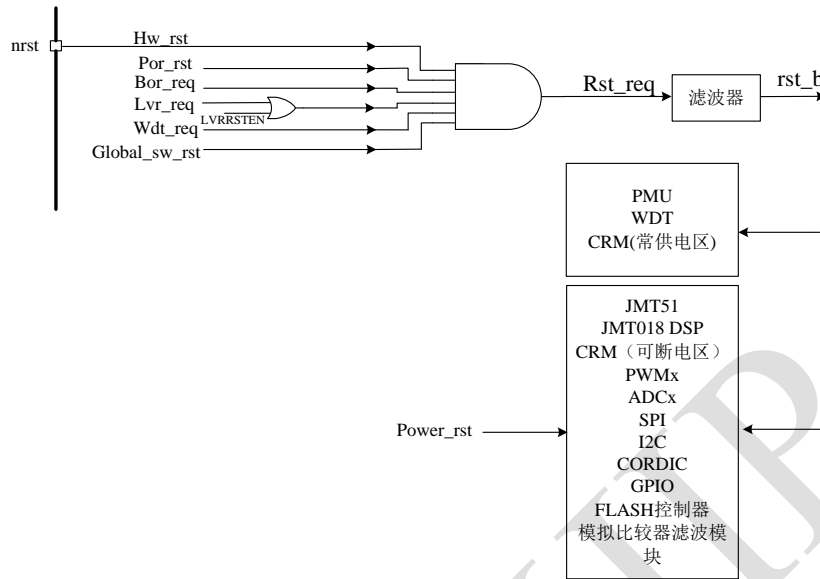 nrst
Hw_rst
Por_rst
Bor_req
Lvr_req
LVRRSTEN
Wdt_req
Global_sw_rst
Rst_req
滤波器
rst_b
PMU
WDT
CRM(常供电区)
JMT51
JMT018 DSP
CRM（可断电区）
PWMx
ADCx
SPI
I2C
CORDIC
GPIO
FLASH控制器
模拟比较器滤波模
块
Power_rst